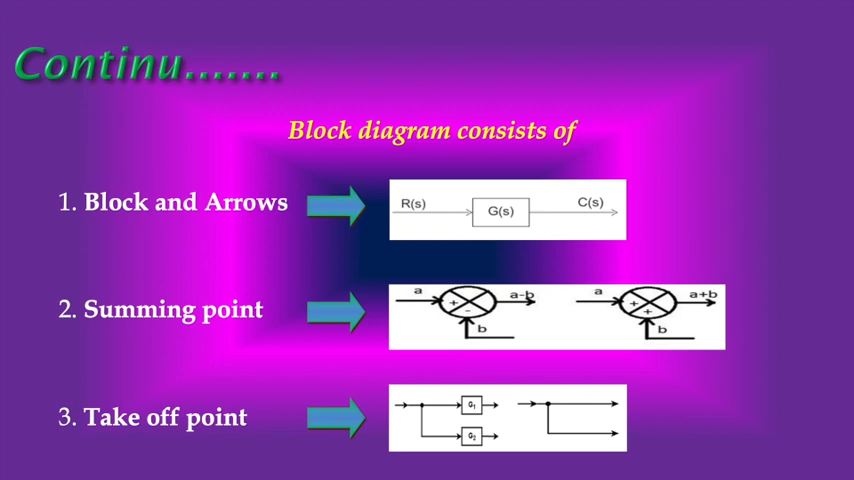 Continu.......
Block diagram consists of
1. Block and Arrows
R(s) G(s) C(s)
2. Summing point
a + - a-b b a + + a+b b
3. Take off point
G₁
G₂